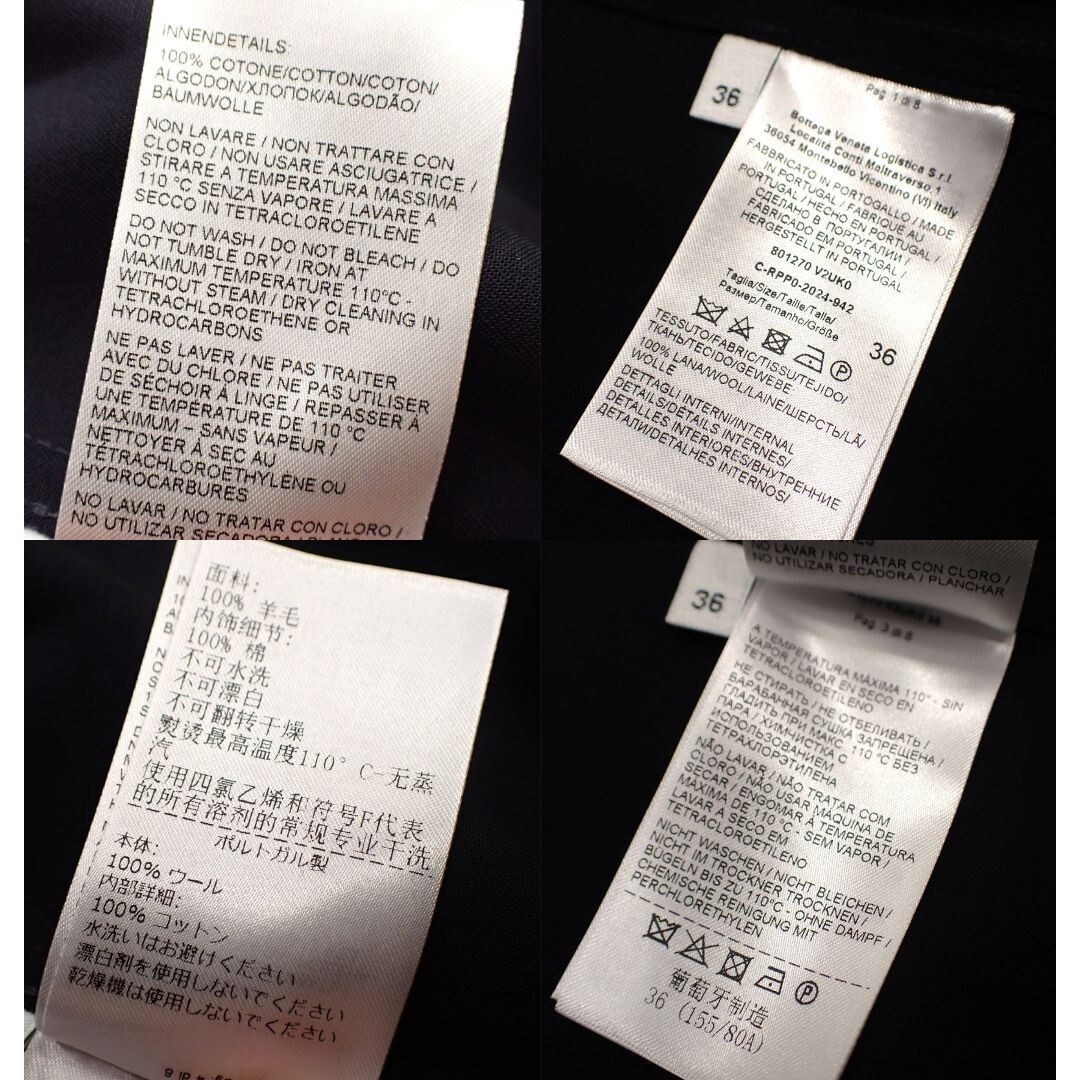 INNENDETAILS:
100% COTONE/COTTON/COTON/
ALGODON/ХЛОПОК/ALGODÃO/
BAUMWOLLE
NON LAVARE / NON TRATTARE CON
CLORO / NON USARE ASCIUGATRICE /
STIRARE A TEMPERATURA MASSIMA
110 °C SENZA VAPORE / LAVARE A
SECCO IN TETRACLOROETILENE
DO NOT WASH / DO NOT BLEACH / DO
NOT TUMBLE DRY / IRON AT
MAXIMUM TEMPERATURE 110°C -
WITHOUT STEAM / DRY CLEANING IN
TETRACHLOROETHENE OR
HYDROCARBONS
NE PAS LAVER / NE PAS TRAITER
AVEC DU CHLORE / NE PAS UTILISER
DE SÉCHOIR À LINGE / REPASSER À
UNE TEMPÉRATURE DE 110 °C
MAXIMUM – SANS VAPEUR /
NETTOYER À SEC AU
TÉTRACHLOROÉTHYLÈNE OU
HYDROCARBURES
NO LAVAR / NO TRATAR CON CLORO /
NO UTILIZAR SECADORA / PLANCHAR
36
Pag. 1 di 8
Bottega Veneta Logistica S.r.l.
Località Conti Maltraverso,1
36054 Montebello Vicentino (VI) Italy
FABBRICATO IN PORTOGALLO / MADE
IN PORTUGAL / FABRIQUÉ AU
PORTUGAL / HECHO EN PORTUGAL /
СДЕЛАНО В ПОРТУГАЛИИ /
FABRICADO EM PORTUGAL /
HERGESTELLT IN PORTUGAL
801270 V2UK0
C-RPP0-2024-942
Taglia/Size/Taille/Talla/
Размер/Tamanho/Größe
36
TESSUTO/FABRIC/TISSU/TEJIDO/
ТКАНЬ/TECIDO/GEWEBE
100% LANA/WOOL/LAINE/ШЕРСТЬ/LÃ/
WOLLE
DETTAGLI INTERNI/INTERNAL
DETAILS/DÉTAILS INTERNES/
DETALLES INTERIORES/ВНУТРЕННИЕ
ДЕТАЛИ/DETALHES INTERNOS/
面料:
100% 羊毛
内饰细节:
100% 棉
不可水洗
不可漂白
不可翻转干燥
熨烫最高温度110° C-无蒸
汽
使用四氯乙烯和符号F代表
的所有溶剂的常规专业干洗
ポルトガル製
本体:
100% ウール
内部詳細:
100% コットン
水洗いはお避けください
漂白剤を使用しないでください
乾燥機は使用しないでください
36
NO LAVAR / NO TRATAR CON CLORO /
NO UTILIZAR SECADORA / PLANCHAR
Pag. 3 di 8
A TEMPERATURA MÁXIMA 110° - SIN
VAPOR / LAVAR EN SECO EN
TETRACLOROETILENO
НЕ СТИРАТЬ / НЕ ОТБЕЛИВАТЬ /
БАРАБАННАЯ СУШКА ЗАПРЕЩЕНА /
ГЛАДИТЬ ПРИ МАКС. 110 °C БЕЗ
ПАРА / ХИМЧИСТКА С
ИСПОЛЬЗОВАНИЕМ
ТЕТРАХЛОРЭТИЛЕНА
NÃO LAVAR / NÃO TRATAR COM
CLORO / NÃO USAR MÁQUINA DE
SECAR / ENGOMAR À TEMPERATURA
MÁXIMA DE 110°C - SEM VAPOR /
LAVAR A SECO EM
TETRACLOROETILENO
NICHT WASCHEN / NICHT BLEICHEN /
NICHT IM TROCKNER TROCKNEN /
BÜGELN BIS ZU 110°C - OHNE DAMPF /
CHEMISCHE REINIGUNG MIT
PERCHLORETHYLEN
葡萄牙制造
36 (155/80A)